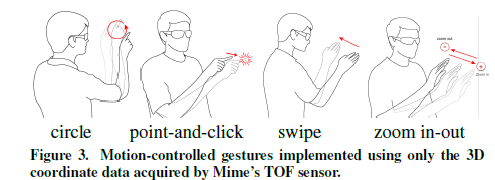 zoom out
zoom in
circle point-and-click swipe zoom in-out
Figure 3. Motion-controlled gestures implemented using only the 3D
coordinate data acquired by Mime's TOF sensor.